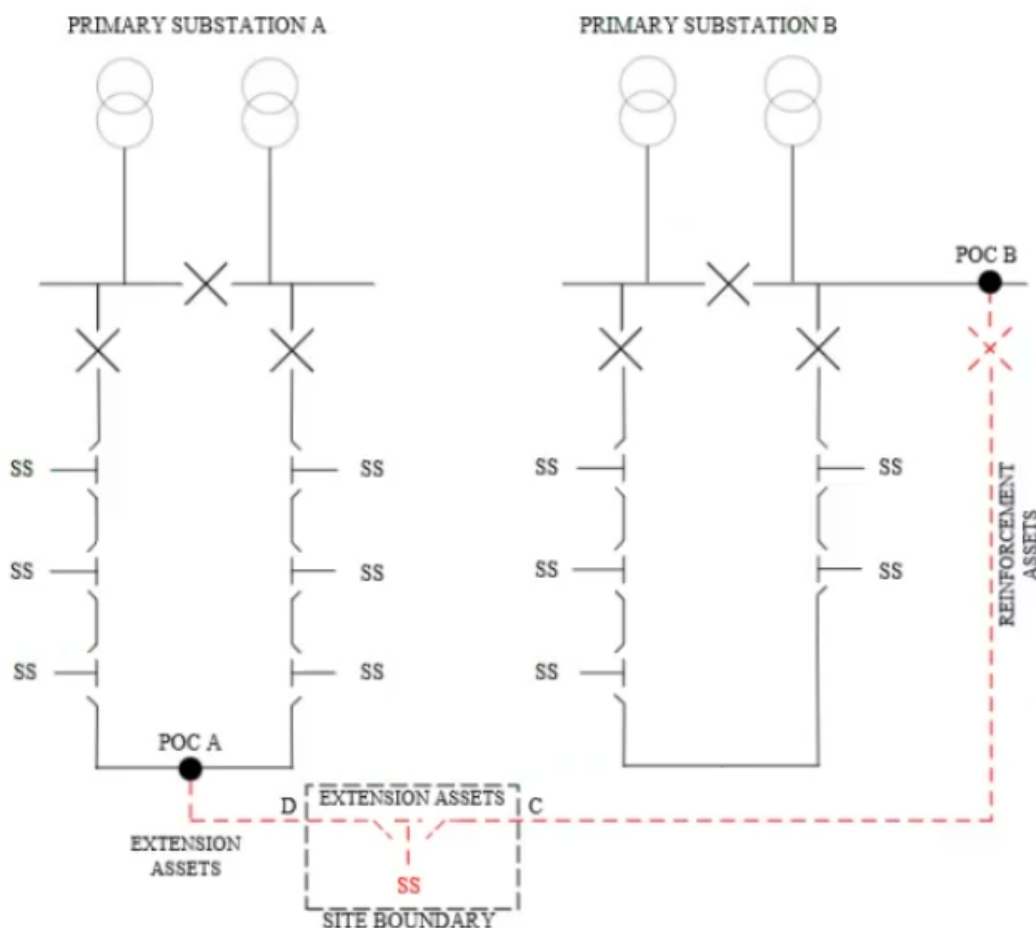 PRIMARY SUBSTATION A
PRIMARY SUBSTATION B
POC B
SS
SS
SS
SS
SS
SS
SS
SS
SS
SS
SS
REINFORCEMENT
ASSETS
POC A
D
EXTENSION ASSETS
C
EXTENSION
ASSETS
SS
SITE BOUNDARY